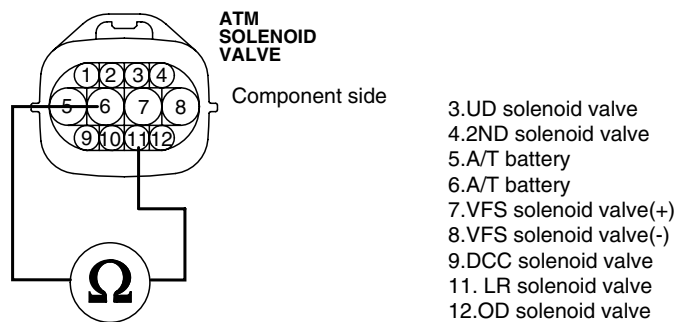 ATM
SOLENOID
VALVE
1 2 3 4
Component side
5 6 7 8
9 10 11 12
3.UD solenoid valve
4.2ND solenoid valve
5.A/T battery
6.A/T battery
7.VFS solenoid valve(+)
8.VFS solenoid valve(-)
9.DCC solenoid valve
11. LR solenoid valve
12.OD solenoid valve
Ω